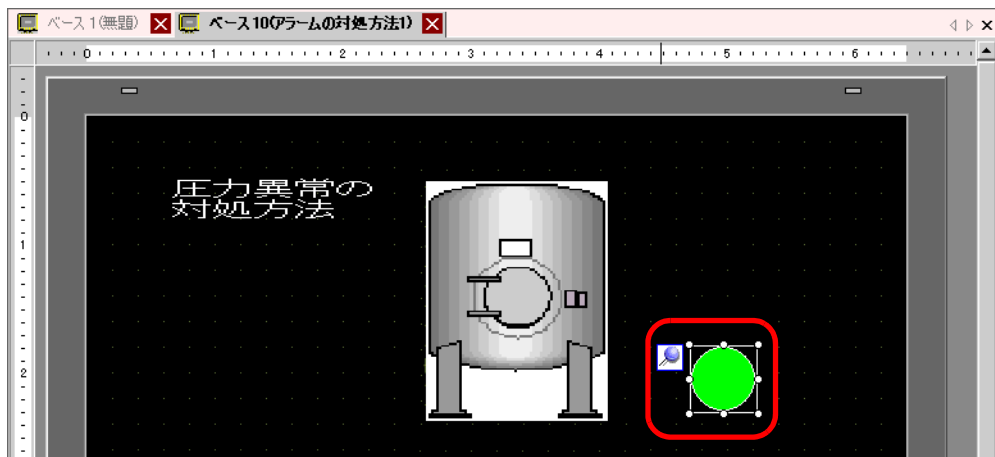 ベース 1(無題)
ベース 10(アラームの対処方法1)
0 1 2 3 4 5 6
0
1
2
圧力異常の
対処方法